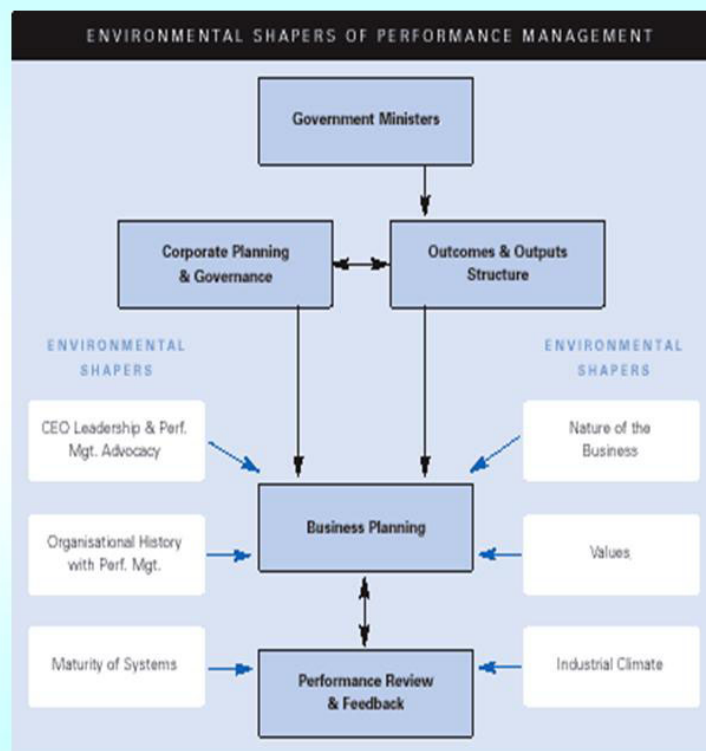 ENVIRONMENTAL SHAPERS OF PERFORMANCE MANAGEMENT
Government Ministers
Corporate Planning
& Governance
Outcomes & Outputs
Structure
ENVIRONMENTAL
SHAPERS
ENVIRONMENTAL
SHAPERS
CEO Leadership & Perf.
Mgt. Advocacy
Nature of the
Business
Business Planning
Organisational History
with Perf. Mgt.
Values
Maturity of Systems
Performance Review
& Feedback
Industrial Climate